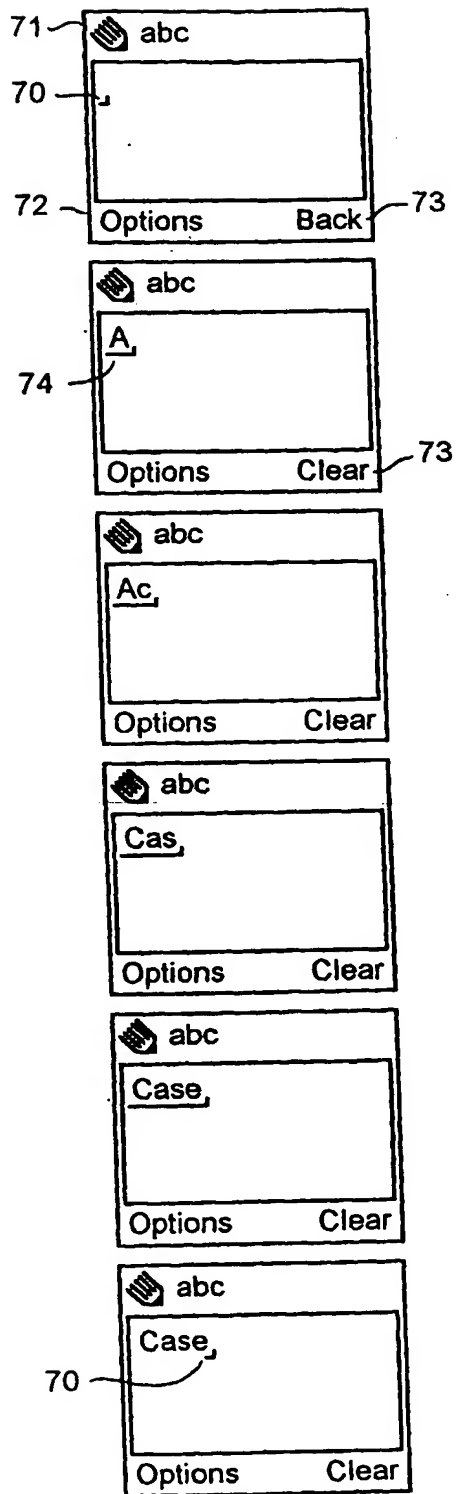 71 abc
70
72 Options Back 73
abc
A
74
Options Clear 73
abc
Ac
Options Clear
abc
Cas
Options Clear
abc
Case
Options Clear
abc
Case
70
Options Clear